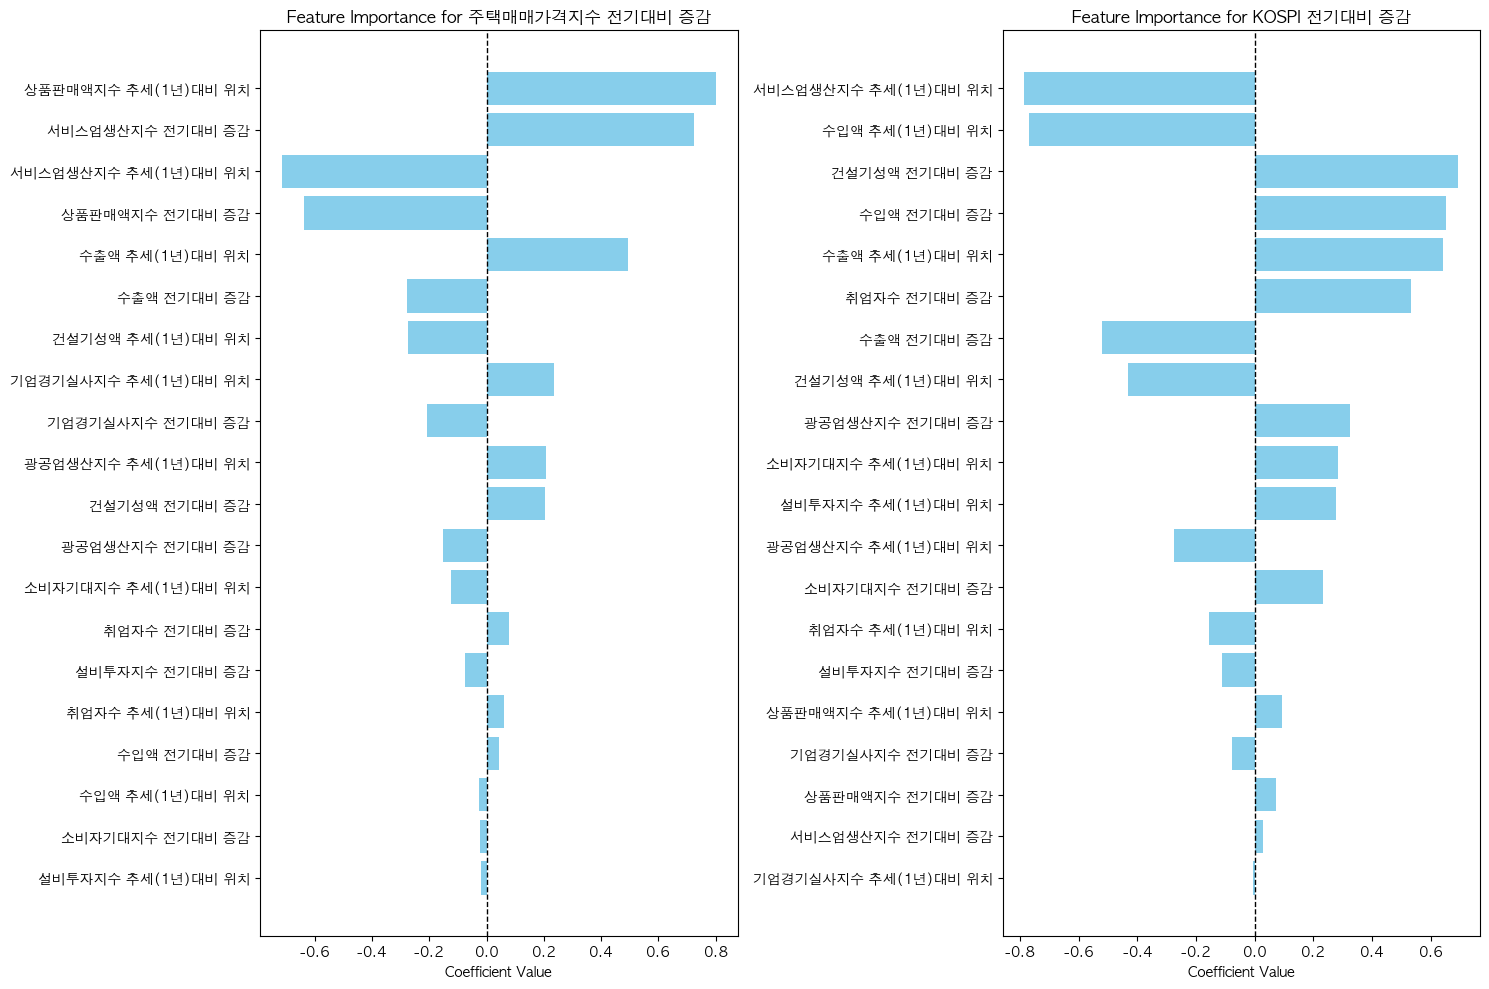 Feature Importance for 주택매매가격지수 전기대비 증감
상품판매액지수 추세(1년)대비 위치
서비스업생산지수 전기대비 증감
서비스업생산지수 추세(1년)대비 위치
상품판매액지수 전기대비 증감
수출액 추세(1년)대비 위치
수출액 전기대비 증감
건설기성액 추세(1년)대비 위치
기업경기실사지수 추세(1년)대비 위치
기업경기실사지수 전기대비 증감
광공업생산지수 추세(1년)대비 위치
건설기성액 전기대비 증감
광공업생산지수 전기대비 증감
소비자기대지수 추세(1년)대비 위치
취업자수 전기대비 증감
설비투자지수 전기대비 증감
취업자수 추세(1년)대비 위치
수입액 전기대비 증감
수입액 추세(1년)대비 위치
소비자기대지수 전기대비 증감
설비투자지수 추세(1년)대비 위치
-0.6 -0.4 -0.2 0.0 0.2 0.4 0.6 0.8
Coefficient Value
Feature Importance for KOSPI 전기대비 증감
서비스업생산지수 추세(1년)대비 위치
수입액 추세(1년)대비 위치
건설기성액 전기대비 증감
수입액 전기대비 증감
수출액 추세(1년)대비 위치
취업자수 전기대비 증감
수출액 전기대비 증감
건설기성액 추세(1년)대비 위치
광공업생산지수 전기대비 증감
소비자기대지수 추세(1년)대비 위치
설비투자지수 추세(1년)대비 위치
광공업생산지수 추세(1년)대비 위치
소비자기대지수 전기대비 증감
취업자수 추세(1년)대비 위치
설비투자지수 전기대비 증감
상품판매액지수 추세(1년)대비 위치
기업경기실사지수 전기대비 증감
상품판매액지수 전기대비 증감
서비스업생산지수 전기대비 증감
기업경기실사지수 추세(1년)대비 위치
-0.8 -0.6 -0.4 -0.2 0.0 0.2 0.4 0.6
Coefficient Value